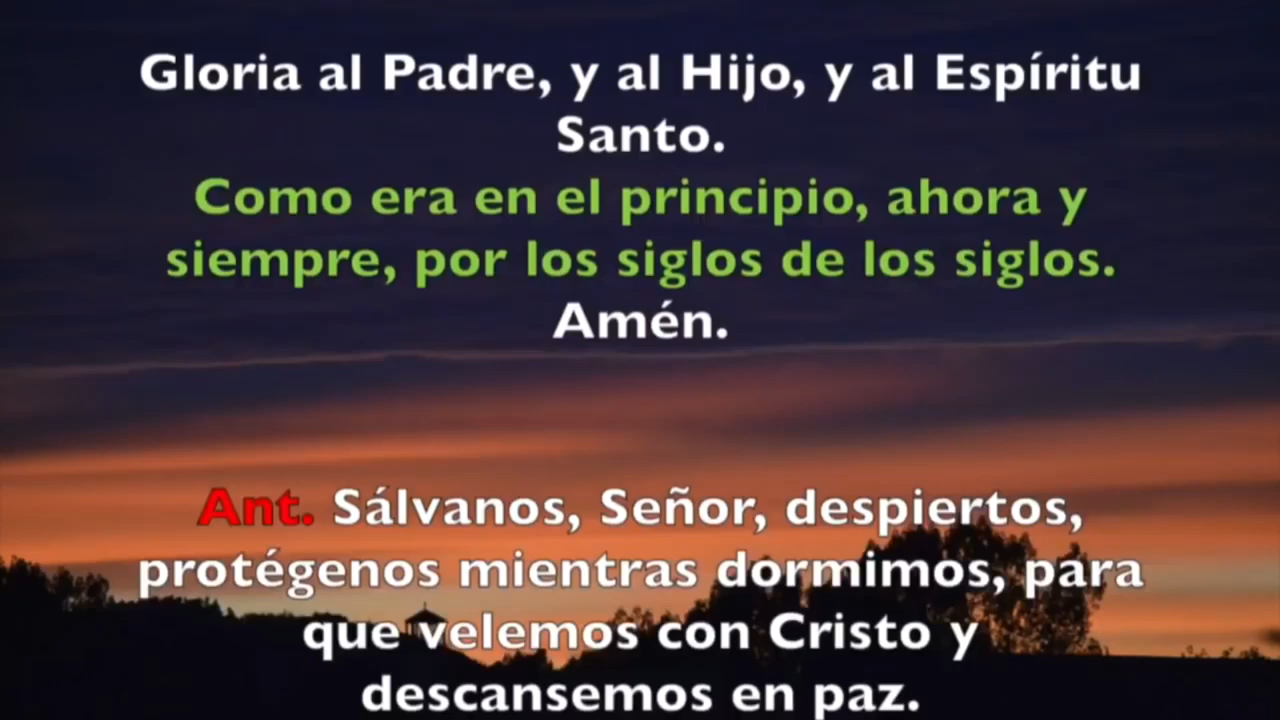 Gloria al Padre, y al Hijo, y al Espíritu
Santo.
Como era en el principio, ahora y
siempre, por los siglos de los siglos.
Amén.
Ant. Sálvanos, Señor, despiertos,
protégenos mientras dormimos, para
que velemos con Cristo y
descansemos en paz.